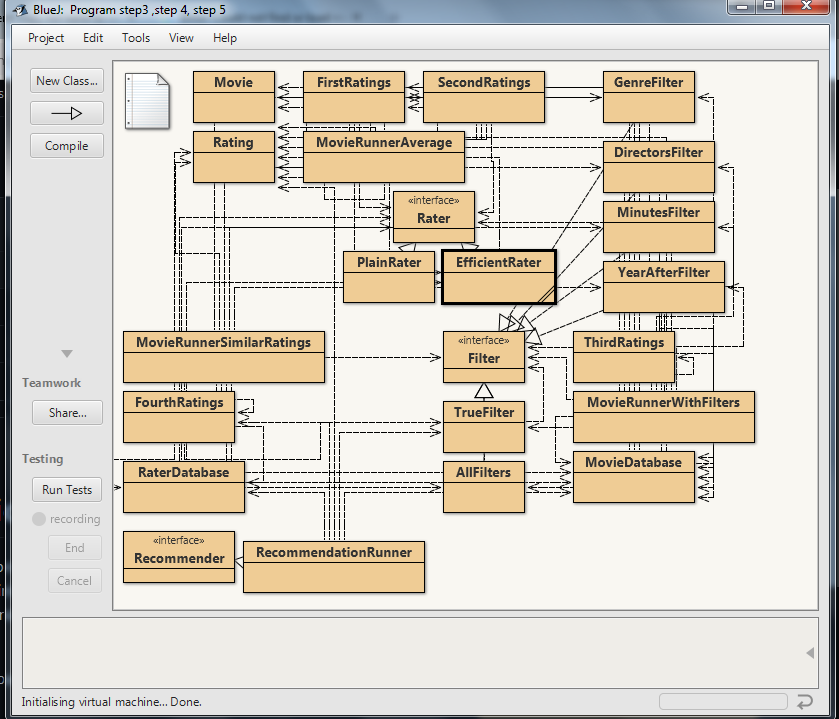 BlueJ: Program step3 ,step 4, step 5
Project Edit Tools View Help
New Class...
Compile
Movie
FirstRatings
SecondRatings
GenreFilter
Rating
MovieRunnerAverage
DirectorsFilter
«interface»
Rater
MinutesFilter
PlainRater
EfficientRater
YearAfterFilter
MovieRunnerSimilarRatings
«interface»
Filter
ThirdRatings
Teamwork
Share...
FourthRatings
TrueFilter
MovieRunnerWithFilters
Testing
Run Tests
recording
End
Cancel
RaterDatabase
AllFilters
MovieDatabase
«interface»
Recommender
RecommendationRunner
Initialising virtual machine... Done.